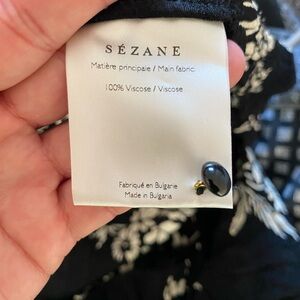 SÉZANE
Matière principale / Main fabric
100% Viscose / Viscose
Fabriqué en Bulgarie
Made in Bulgaria